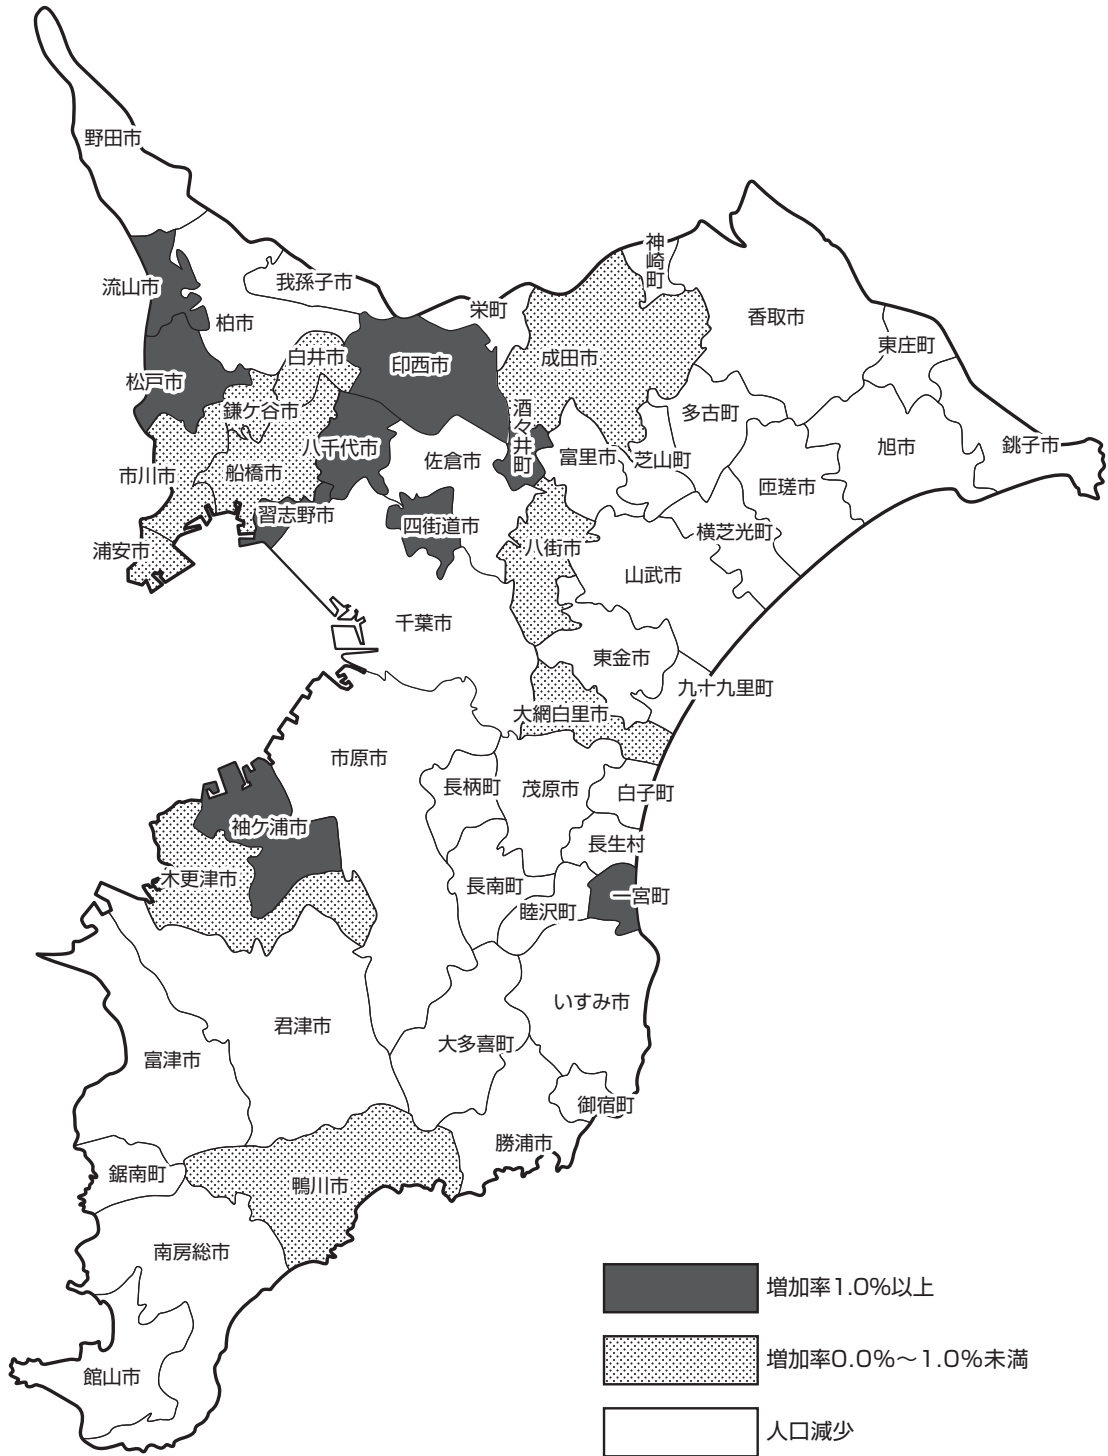 野田市
流山市
我孫子市
柏市
松戸市
白井市
鎌ケ谷市
印西市
栄町
神崎町
成田市
香取市
東庄町
酒々井町
多古町
旭市
銚子市
八千代市
佐倉市
富里市
芝山町
匝瑳市
市川市
船橋市
習志野市
四街道市
浦安市
八街市
横芝光町
山武市
千葉市
東金市
九十九里町
大網白里市
市原市
長柄町
茂原市
白子町
袖ケ浦市
長生村
木更津市
長南町
睦沢町
一宮町
いすみ市
君津市
大多喜町
富津市
御宿町
勝浦市
鋸南町
鴨川市
南房総市
館山市
増加率1.0%以上
増加率0.0%〜1.0%未満
人口減少